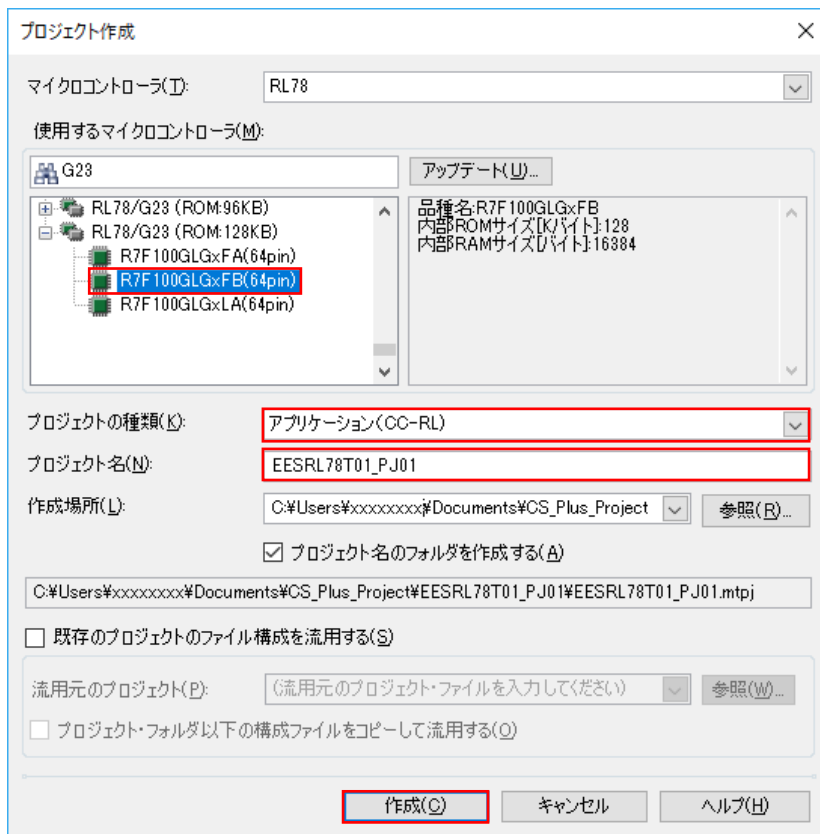 プロジェクト作成
マイクロコントローラ(T): RL78
使用するマイクロコントローラ(M):
G23 アップデート(U)...
RL78/G23 (ROM:96KB)
RL78/G23 (ROM:128KB)
R7F100GLGxFA(64pin)
R7F100GLGxFB(64pin)
R7F100GLGxLA(64pin)
品種名:R7F100GLGxFB
内部ROMサイズ[Kバイト]:128
内部RAMサイズ[バイト]:16384
プロジェクトの種類(K): アプリケーション(CC-RL)
プロジェクト名(N): EESRL78T01_PJ01
作成場所(L): C:¥Users¥xxxxxxxx¥Documents¥CS_Plus_Project 参照(R)...
プロジェクト名のフォルダを作成する(A)
C:¥Users¥xxxxxxxx¥Documents¥CS_Plus_Project¥EESRL78T01_PJ01¥EESRL78T01_PJ01.mtpj
既存のプロジェクトのファイル構成を流用する(S)
流用元のプロジェクト(P): (流用元のプロジェクト・ファイルを入力してください) 参照(W)...
プロジェクト・フォルダ以下の構成ファイルをコピーして流用する(O)
作成(C) キャンセル ヘルプ(H)